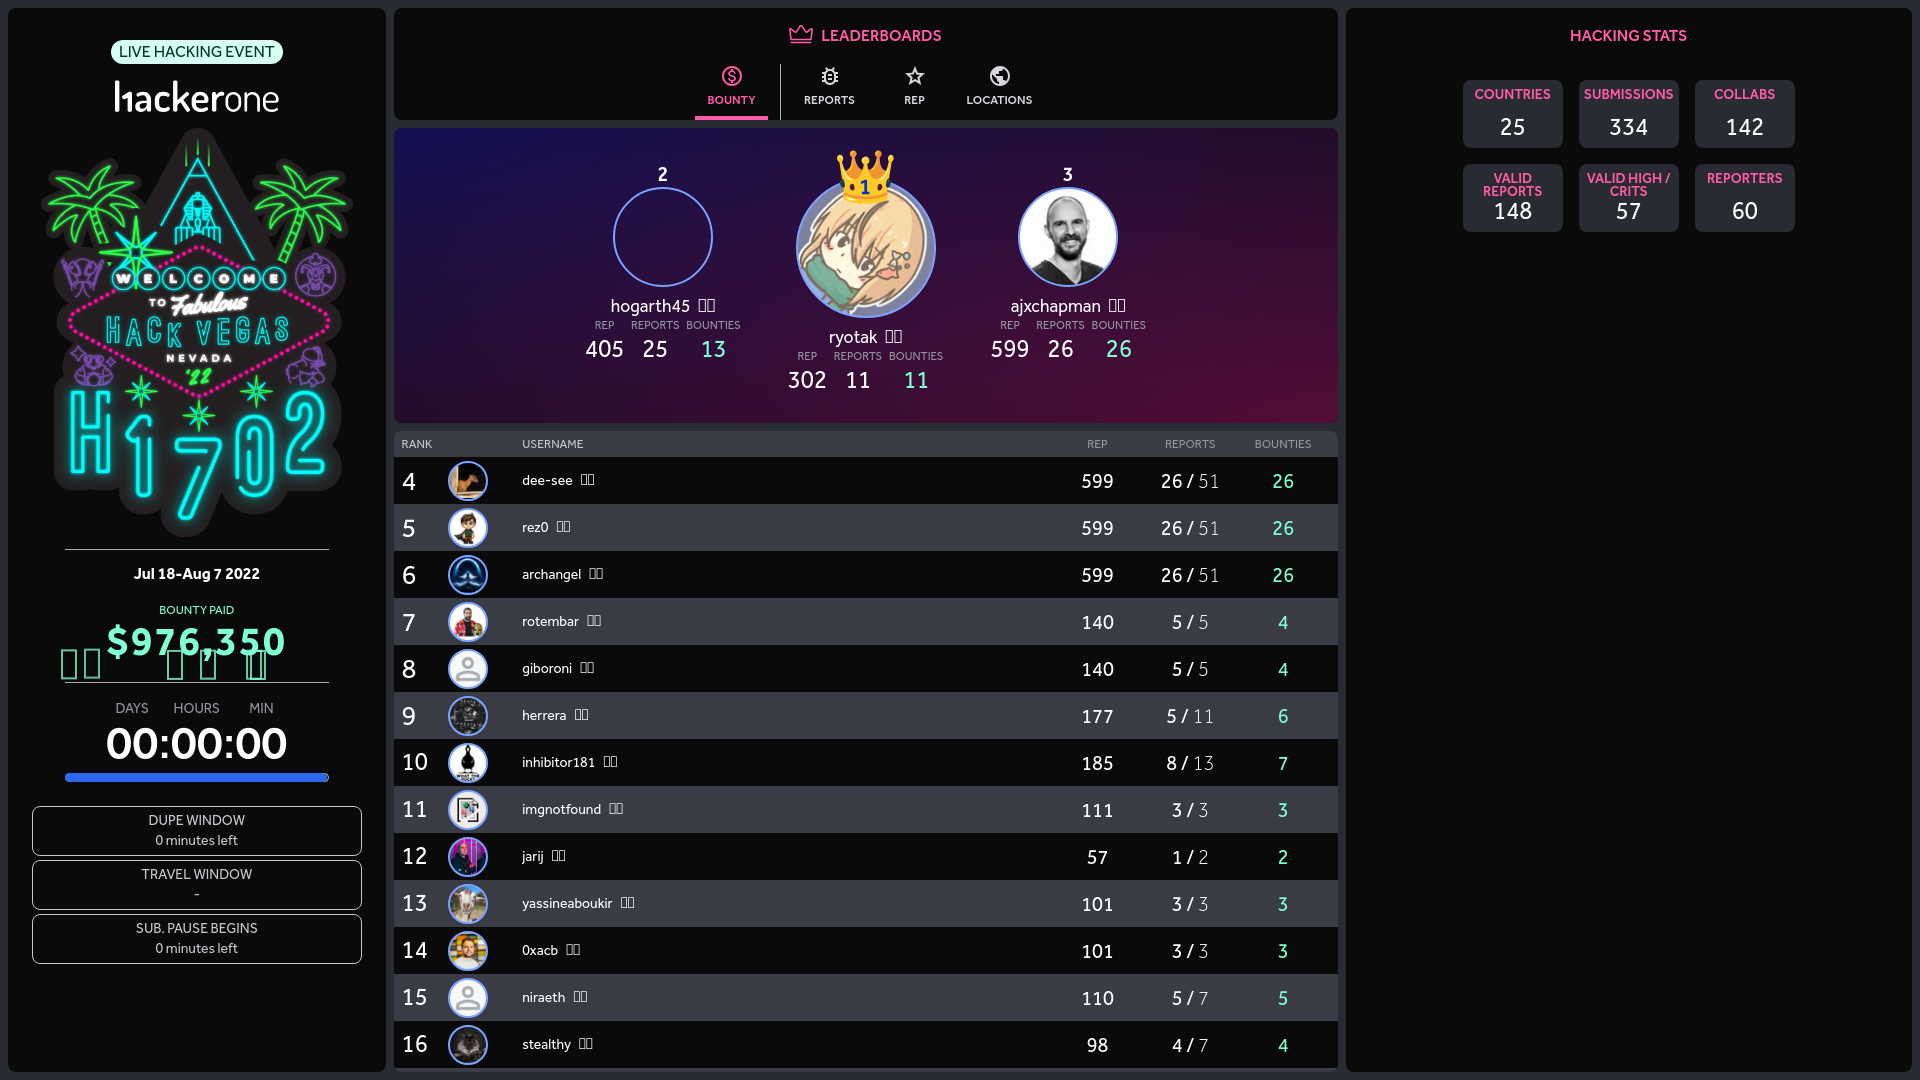 LIVE HACKING EVENT
hackerone
WELCOME
TO Fabulous
HACK VEGAS
NEVADA
'22
H1702
Jul 18-Aug 7 2022
BOUNTY PAID
$976,350
DAYS HOURS MIN
00:00:00
DUPE WINDOW
0 minutes left
TRAVEL WINDOW
-
SUB. PAUSE BEGINS
0 minutes left
LEADERBOARDS
BOUNTY REPORTS REP LOCATIONS
2
hogarth45
REP REPORTS BOUNTIES
405 25 13
1
ryotak
REP REPORTS BOUNTIES
302 11 11
3
ajxchapman
REP REPORTS BOUNTIES
599 26 26
RANK USERNAME REP REPORTS BOUNTIES
4 dee-see 599 26 / 51 26
5 rez0 599 26 / 51 26
6 archangel 599 26 / 51 26
7 rotembar 140 5 / 5 4
8 giboroni 140 5 / 5 4
9 herrera 177 5 / 11 6
10 inhibitor181 185 8 / 13 7
11 imgnotfound 111 3 / 3 3
12 jarij 57 1 / 2 2
13 yassineaboukir 101 3 / 3 3
14 0xacb 101 3 / 3 3
15 niraeth 110 5 / 7 5
16 stealthy 98 4 / 7 4
HACKING STATS
COUNTRIES SUBMISSIONS COLLABS
25 334 142
VALID REPORTS VALID HIGH / CRITS REPORTERS
148 57 60